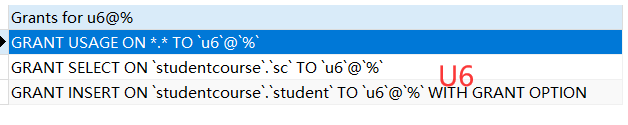 Grants for u6@%
GRANT USAGE ON *.* TO `u6`@`%`
GRANT SELECT ON `studentcourse`.`sc` TO `u6`@`%`
U6
GRANT INSERT ON `studentcourse`.`student` TO `u6`@`%` WITH GRANT OPTION